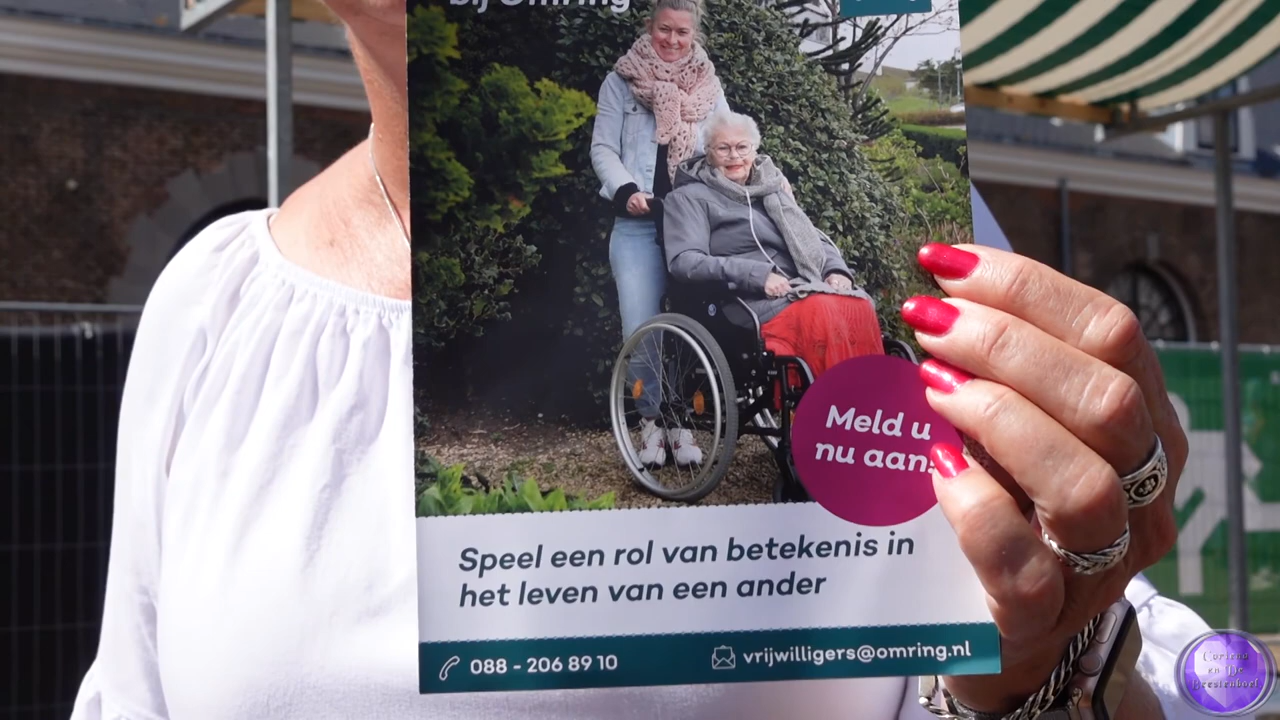 bij Omring
Meld u
nu aan!
Speel een rol van betekenis in
het leven van een ander
088 - 206 89 10
vrijwilligers@omring.nl